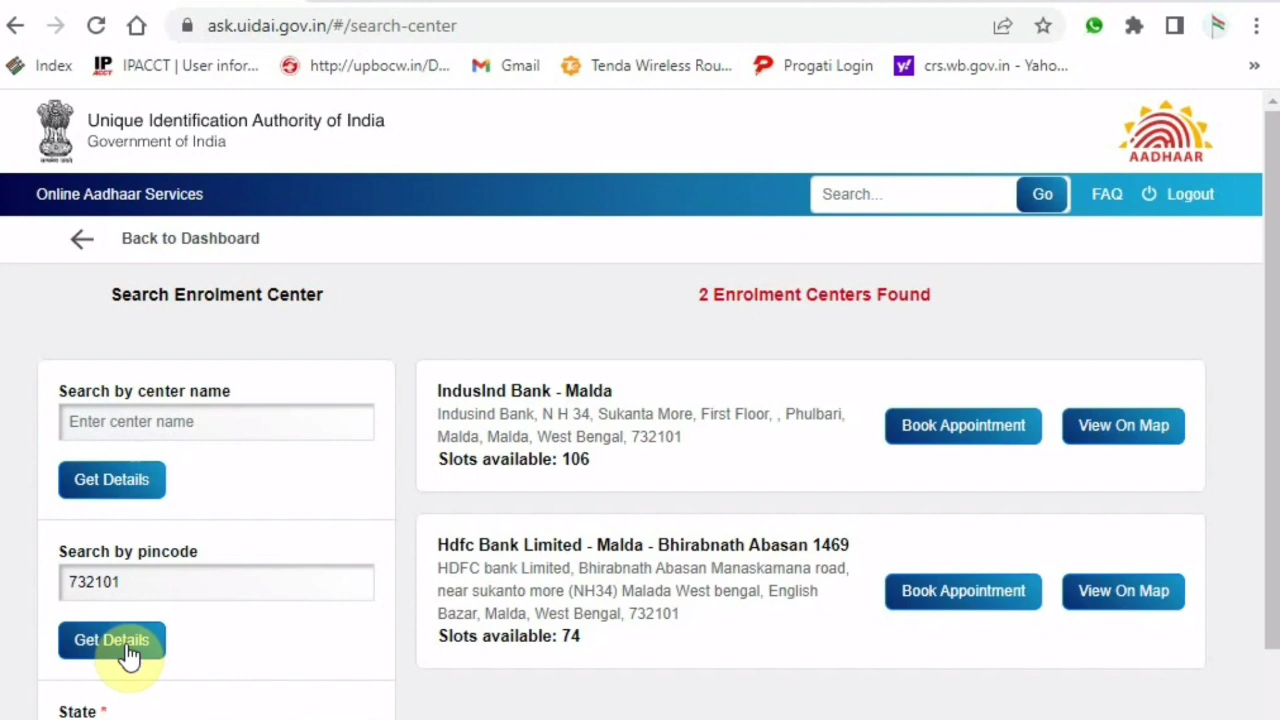 ask.uidai.gov.in/#/search-center
Index
IP
ACCT
IPACCT | User infor...
http://upbocw.in/D...
Gmail
Tenda Wireless Rou...
Progati Login
y!
crs.wb.gov.in - Yaho...
»
Unique Identification Authority of India
Government of India
AADHAAR
Online Aadhaar Services
Search...
Go
FAQ
Logout
Back to Dashboard
Search Enrolment Center
2 Enrolment Centers Found
Search by center name
Enter center name
Get Details
Search by pincode
732101
Get Details
State *
IndusInd Bank - Malda
Indusind Bank, N H 34, Sukanta More, First Floor, , Phulbari,
Malda, Malda, West Bengal, 732101
Slots available: 106
Book Appointment
View On Map
Hdfc Bank Limited - Malda - Bhirabnath Abasan 1469
HDFC bank Limited, Bhirabnath Abasan Manaskamana road,
near sukanto more (NH34) Malada West bengal, English
Bazar, Malda, West Bengal, 732101
Slots available: 74
Book Appointment
View On Map